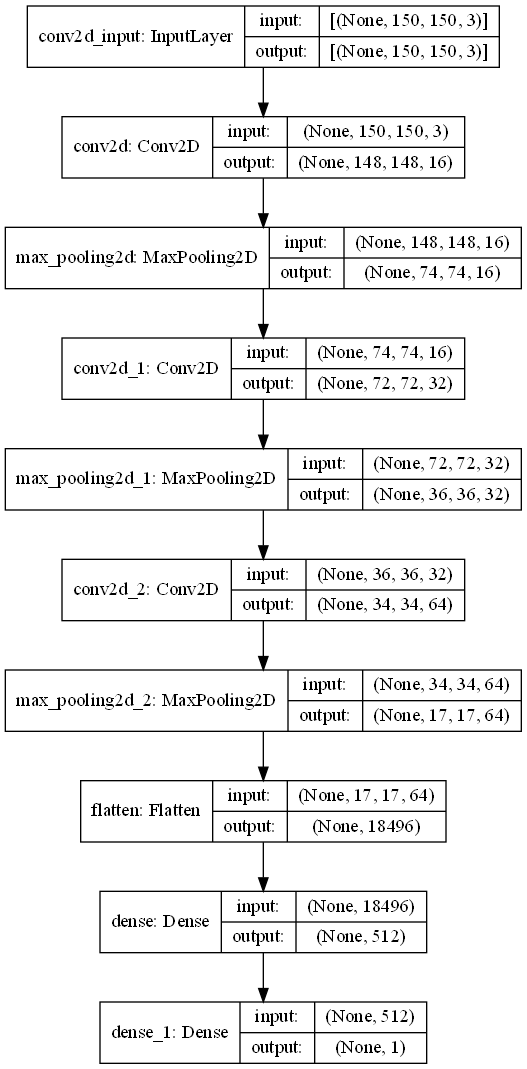 conv2d_input: InputLayer
input: [(None, 150, 150, 3)]
output: [(None, 150, 150, 3)]
conv2d: Conv2D
input: (None, 150, 150, 3)
output: (None, 148, 148, 16)
max_pooling2d: MaxPooling2D
input: (None, 148, 148, 16)
output: (None, 74, 74, 16)
conv2d_1: Conv2D
input: (None, 74, 74, 16)
output: (None, 72, 72, 32)
max_pooling2d_1: MaxPooling2D
input: (None, 72, 72, 32)
output: (None, 36, 36, 32)
conv2d_2: Conv2D
input: (None, 36, 36, 32)
output: (None, 34, 34, 64)
max_pooling2d_2: MaxPooling2D
input: (None, 34, 34, 64)
output: (None, 17, 17, 64)
flatten: Flatten
input: (None, 17, 17, 64)
output: (None, 18496)
dense: Dense
input: (None, 18496)
output: (None, 512)
dense_1: Dense
input: (None, 512)
output: (None, 1)